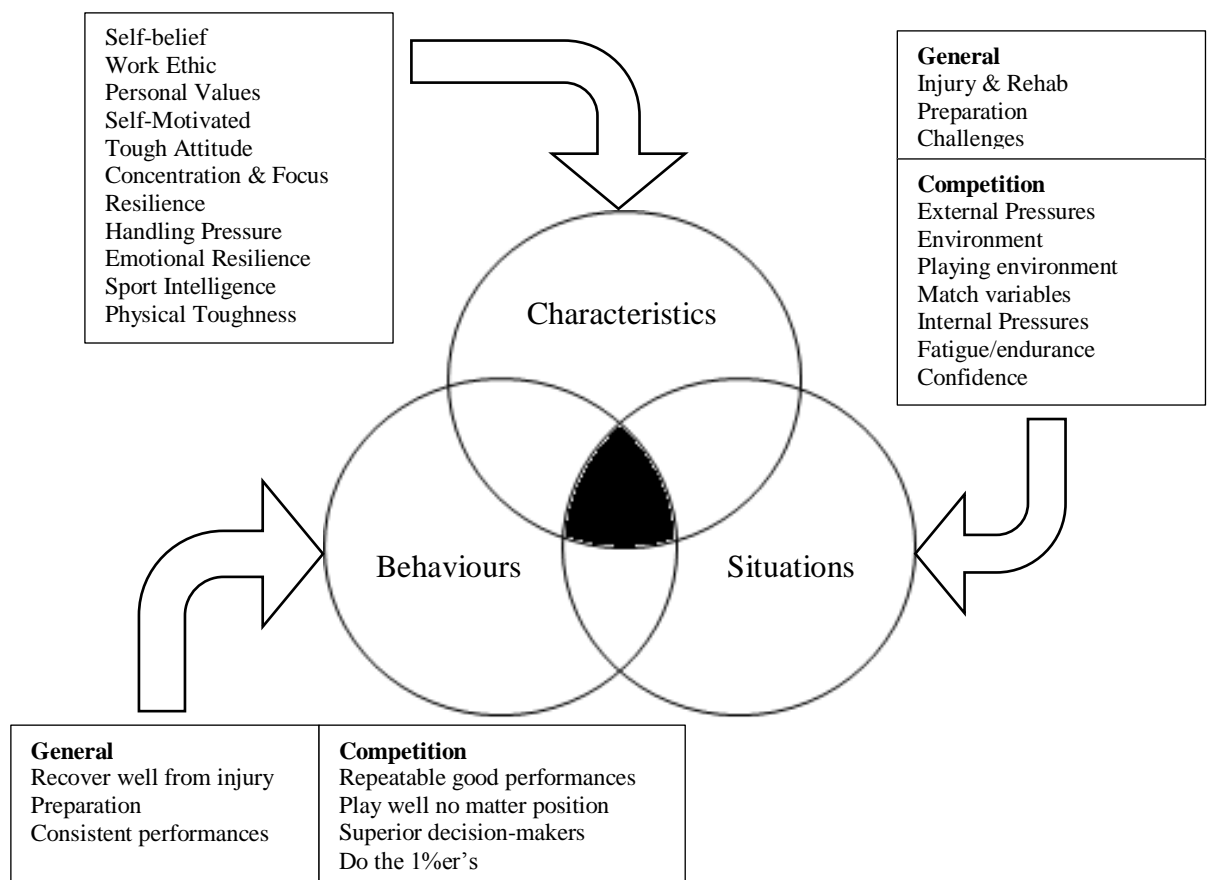 Self-belief
Work Ethic
Personal Values
Self-Motivated
Tough Attitude
Concentration & Focus
Resilience
Handling Pressure
Emotional Resilience
Sport Intelligence
Physical Toughness
General
Injury & Rehab
Preparation
Challenges
Competition
External Pressures
Environment
Playing environment
Match variables
Internal Pressures
Fatigue/endurance
Confidence
Characteristics
Behaviours
Situations
General
Recover well from injury
Preparation
Consistent performances
Competition
Repeatable good performances
Play well no matter position
Superior decision-makers
Do the 1%er’s